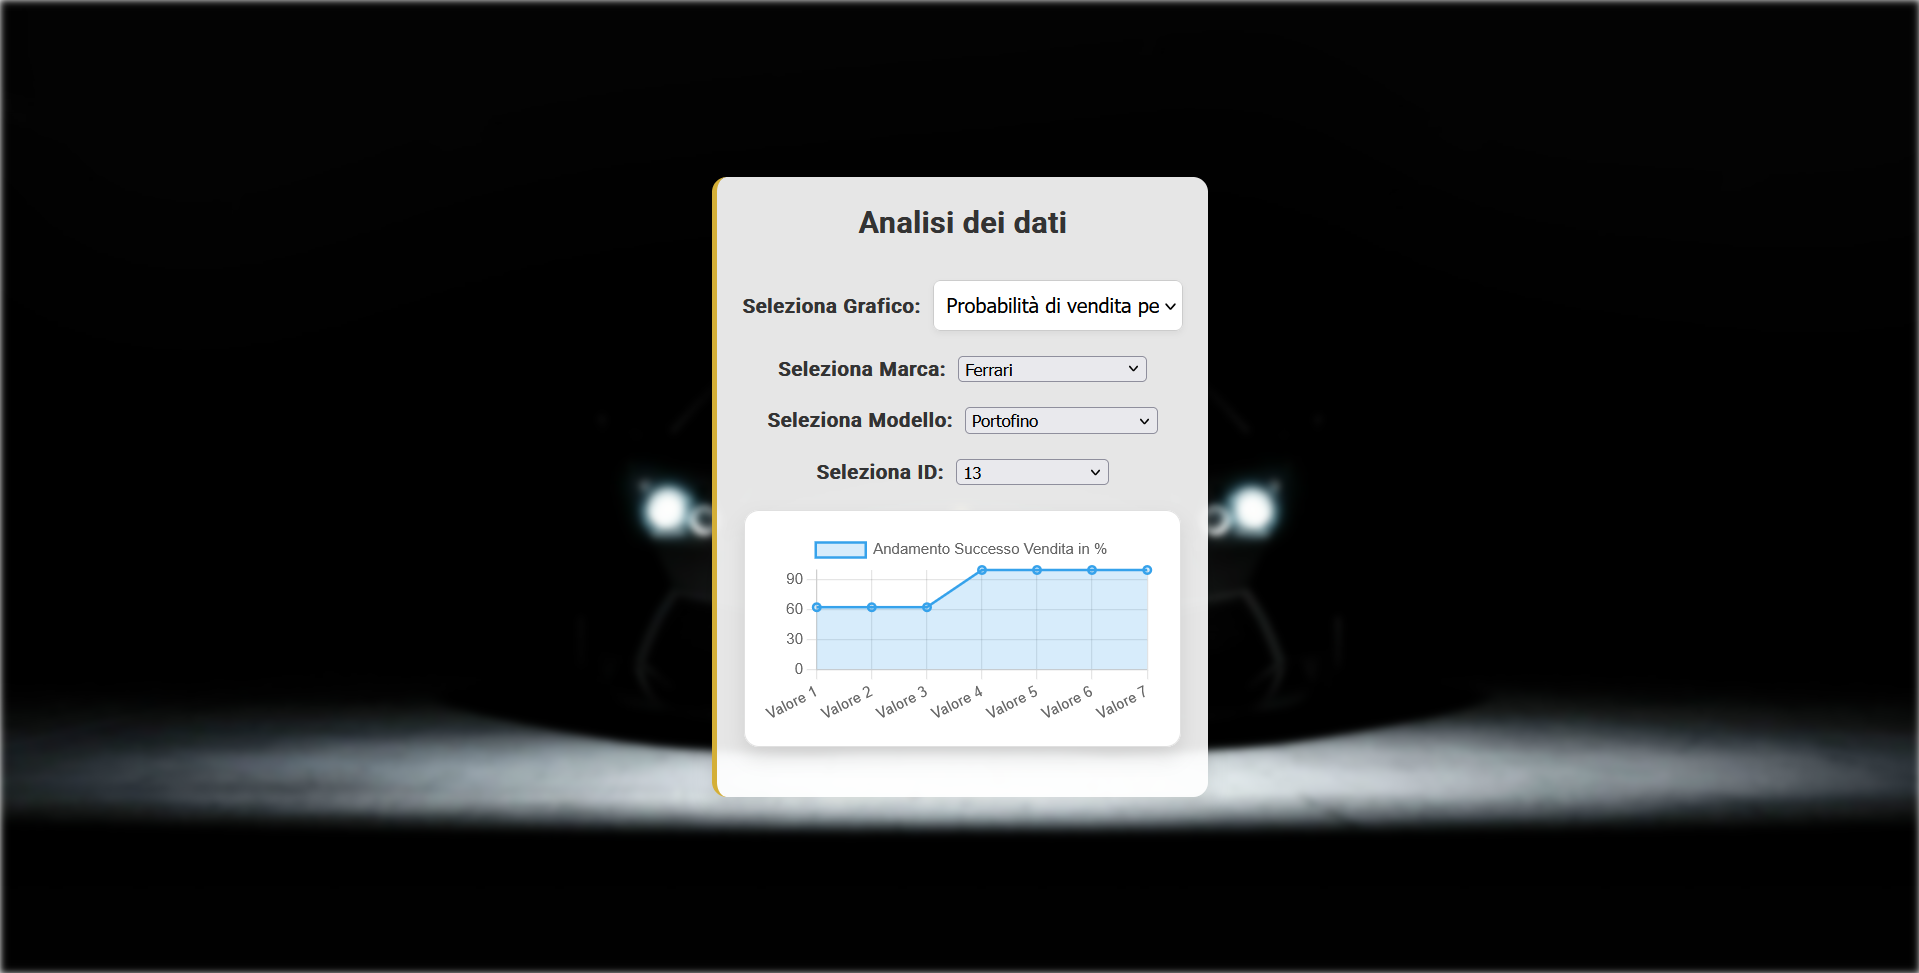 Analisi dei dati
Seleziona Grafico: Probabilità di vendita pe
Seleziona Marca: Ferrari
Seleziona Modello: Portofino
Seleziona ID: 13
Andamento Successo Vendita in %
90
60
30
0
Valore 1 Valore 2 Valore 3 Valore 4 Valore 5 Valore 6 Valore 7